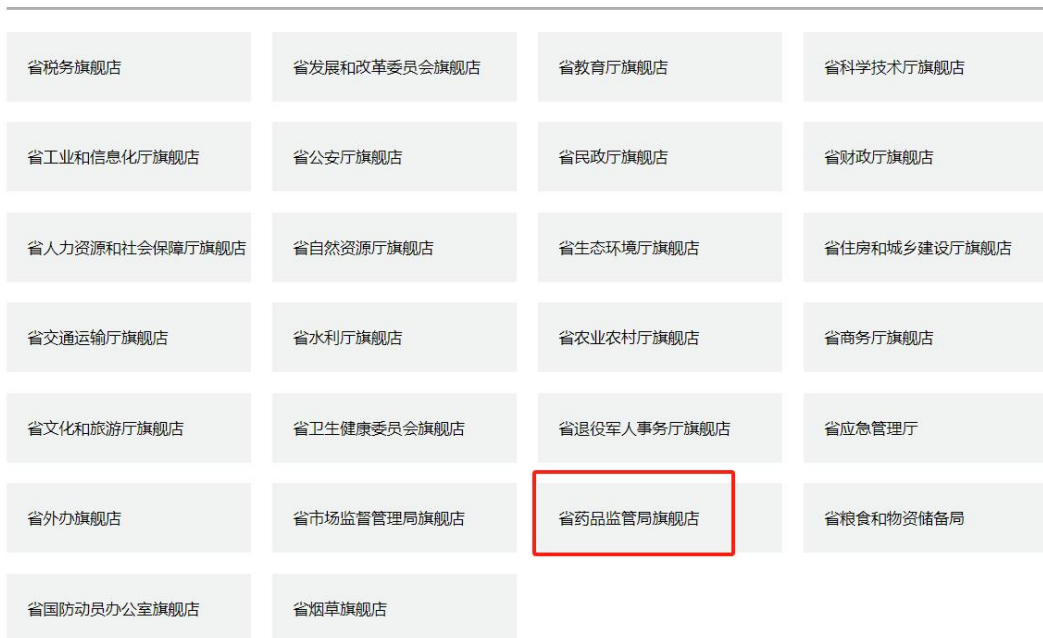 省税务旗舰店
省发展和改革委员会旗舰店
省教育厅旗舰店
省科学技术厅旗舰店
省工业和信息化厅旗舰店
省公安厅旗舰店
省民政厅旗舰店
省财政厅旗舰店
省人力资源和社会保障厅旗舰店
省自然资源厅旗舰店
省生态环境厅旗舰店
省住房和城乡建设厅旗舰店
省交通运输厅旗舰店
省水利厅旗舰店
省农业农村厅旗舰店
省商务厅旗舰店
省文化和旅游厅旗舰店
省卫生健康委员会旗舰店
省退役军人事务厅旗舰店
省应急管理厅
省外办旗舰店
省市场监督管理局旗舰店
省药品监管局旗舰店
省粮食和物资储备局
省国防动员办公室旗舰店
省烟草旗舰店